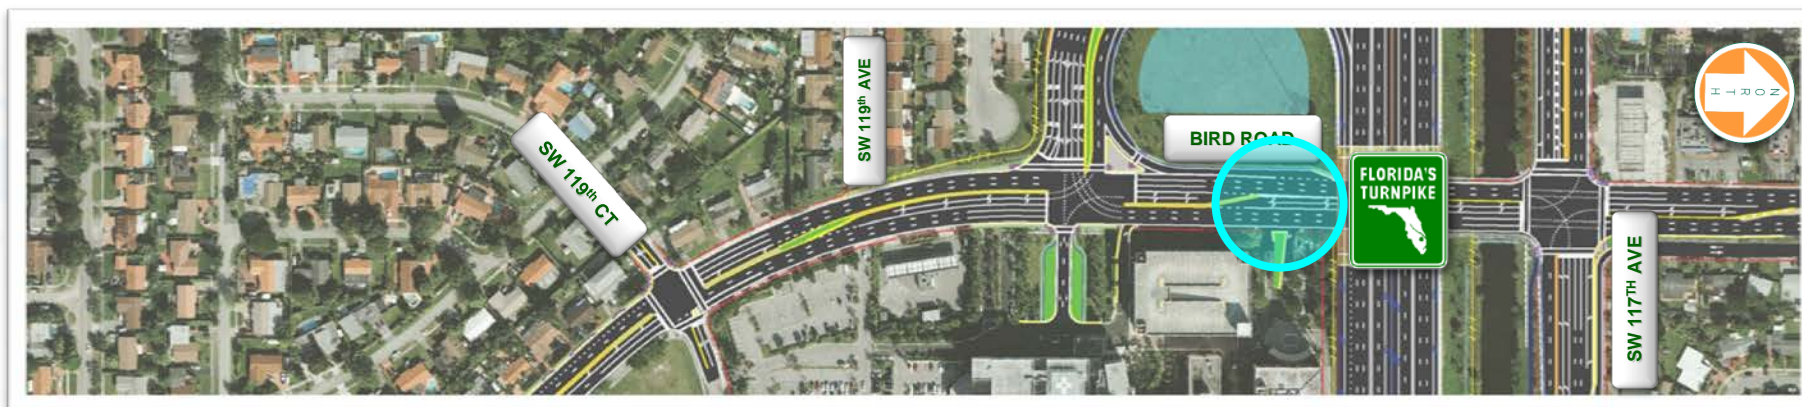 SW 119th CT
SW 119th AVE
BIRD ROAD
FLORIDA'S
TURNPIKE
SW 117TH AVE
NORTH